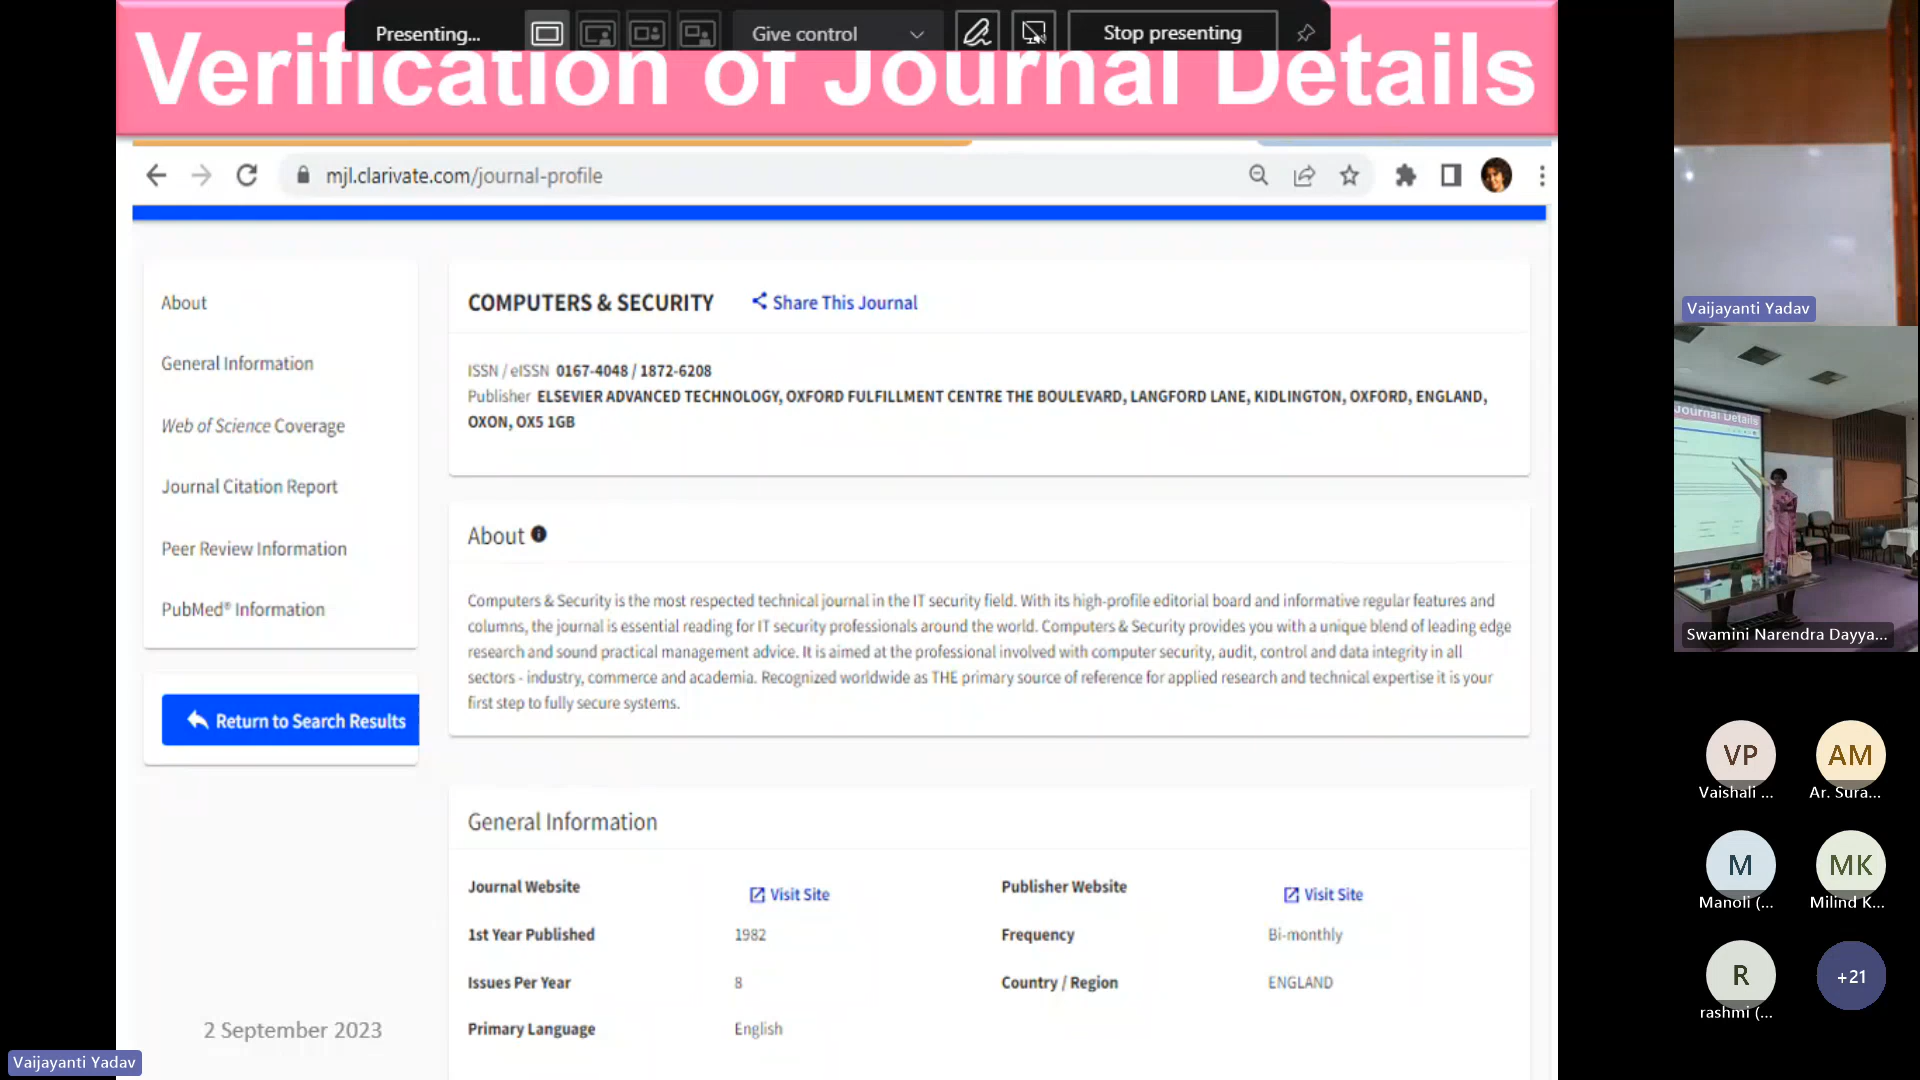 Presenting...
Give control
Stop presenting
Verification of Journal Details
mjl.clarivate.com/journal-profile
About
General Information
Web of Science Coverage
Journal Citation Report
Peer Review Information
PubMed® Information
Return to Search Results
COMPUTERS & SECURITY
Share This Journal
ISSN / eISSN 0167-4048 / 1872-6208
Publisher ELSEVIER ADVANCED TECHNOLOGY, OXFORD FULFILLMENT CENTRE THE BOULEVARD, LANGFORD LANE, KIDLINGTON, OXFORD, ENGLAND,
OXON, OX5 1GB
About
Computers & Security is the most respected technical journal in the IT security field. With its high-profile editorial board and informative regular features and
columns, the journal is essential reading for IT security professionals around the world. Computers & Security provides you with a unique blend of leading edge
research and sound practical management advice. It is aimed at the professional involved with computer security, audit, control and data integrity in all
sectors - industry, commerce and academia. Recognized worldwide as THE primary source of reference for applied research and technical expertise it is your
first step to fully secure systems.
General Information
Journal Website Visit Site Publisher Website Visit Site
1st Year Published 1982 Frequency Bi-monthly
Issues Per Year 8 Country / Region ENGLAND
Primary Language English
2 September 2023
Vaijayanti Yadav
Vaijayanti Yadav
Journal Details
Swamini Narendra Dayya...
VP
Vaishali ...
AM
Ar. Sura...
M
Manoli (...
MK
Milind K...
R
rashmi (...
+21